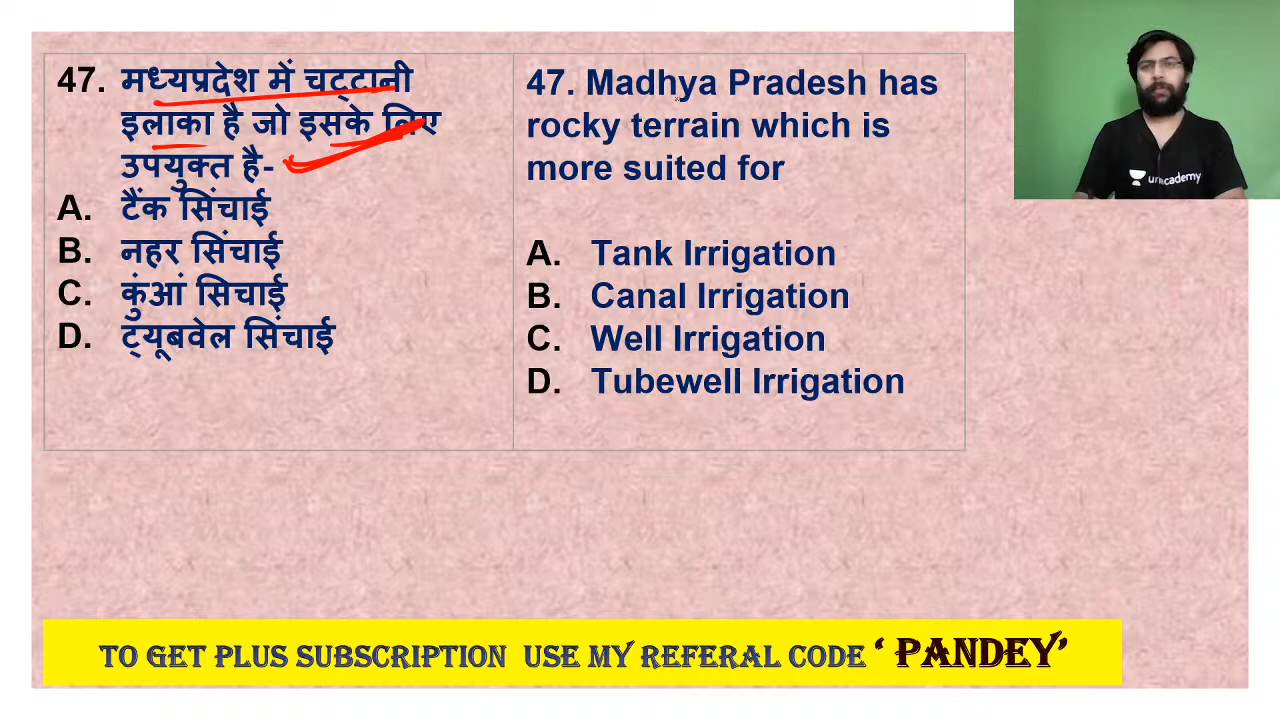 47. मध्यप्रदेश में चट्टानी
इलाका है जो इसके लिए
उपयुक्त है-
A. टैंक सिंचाई
B. नहर सिंचाई
C. कुंआं सिचाई
D. ट्यूबवेल सिंचाई
47. Madhya Pradesh has
rocky terrain which is
more suited for
A. Tank Irrigation
B. Canal Irrigation
C. Well Irrigation
D. Tubewell Irrigation
unacademy
TO GET PLUS SUBSCRIPTION USE MY REFERAL CODE ‘ PANDEY’